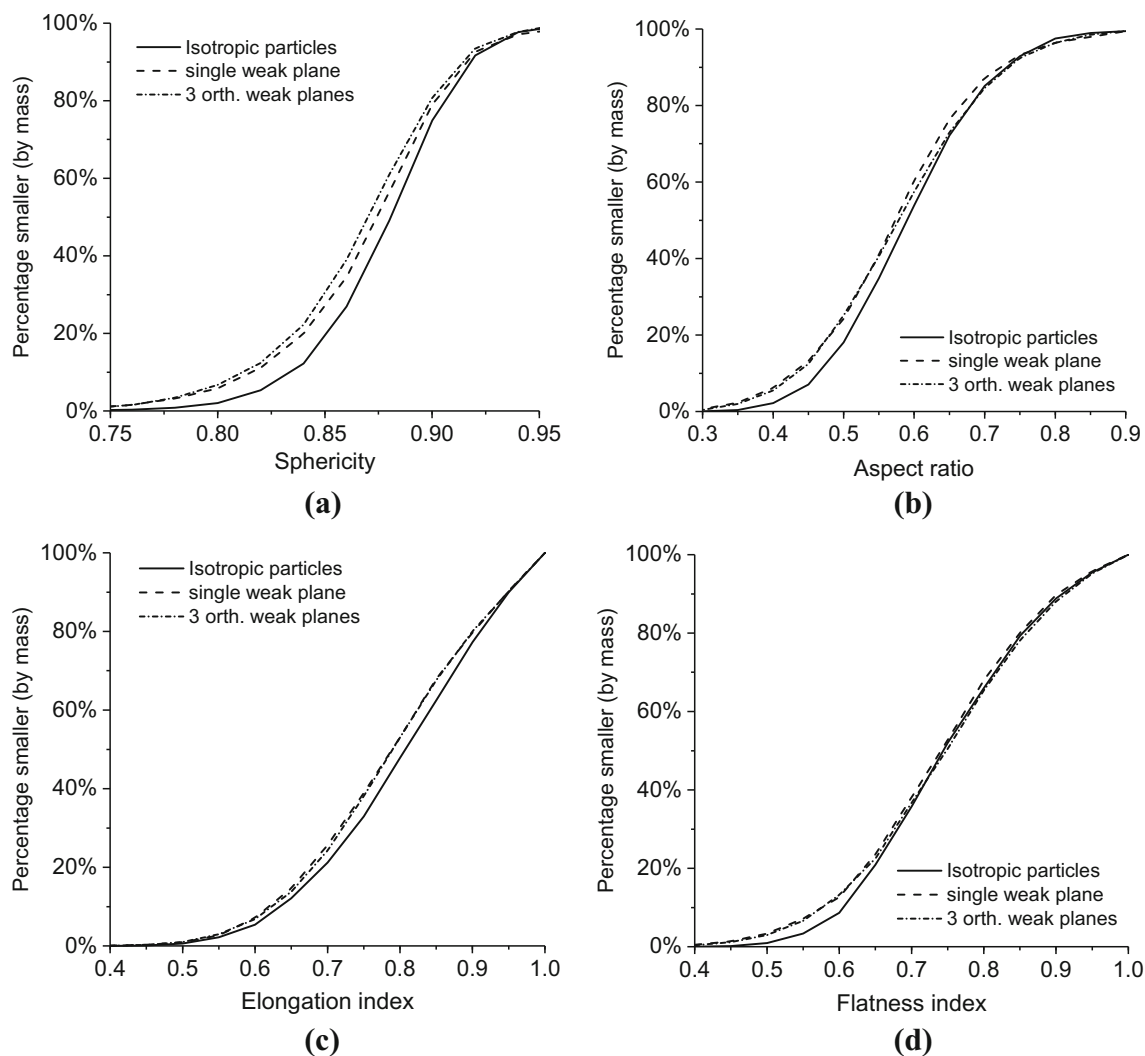 100%
80%
60%
40%
20%
0%
Percentage smaller (by mass)
Isotropic particles
single weak plane
3 orth. weak planes
0.75 0.80 0.85 0.90 0.95
Sphericity
(a)
100%
80%
60%
40%
20%
0%
Percentage smaller (by mass)
Isotropic particles
single weak plane
3 orth. weak planes
0.3 0.4 0.5 0.6 0.7 0.8 0.9
Aspect ratio
(b)
100%
80%
60%
40%
20%
0%
Percentage smaller (by mass)
Isotropic particles
single weak plane
3 orth. weak planes
0.4 0.5 0.6 0.7 0.8 0.9 1.0
Elongation index
(c)
100%
80%
60%
40%
20%
0%
Percentage smaller (by mass)
Isotropic particles
single weak plane
3 orth. weak planes
0.4 0.5 0.6 0.7 0.8 0.9 1.0
Flatness index
(d)